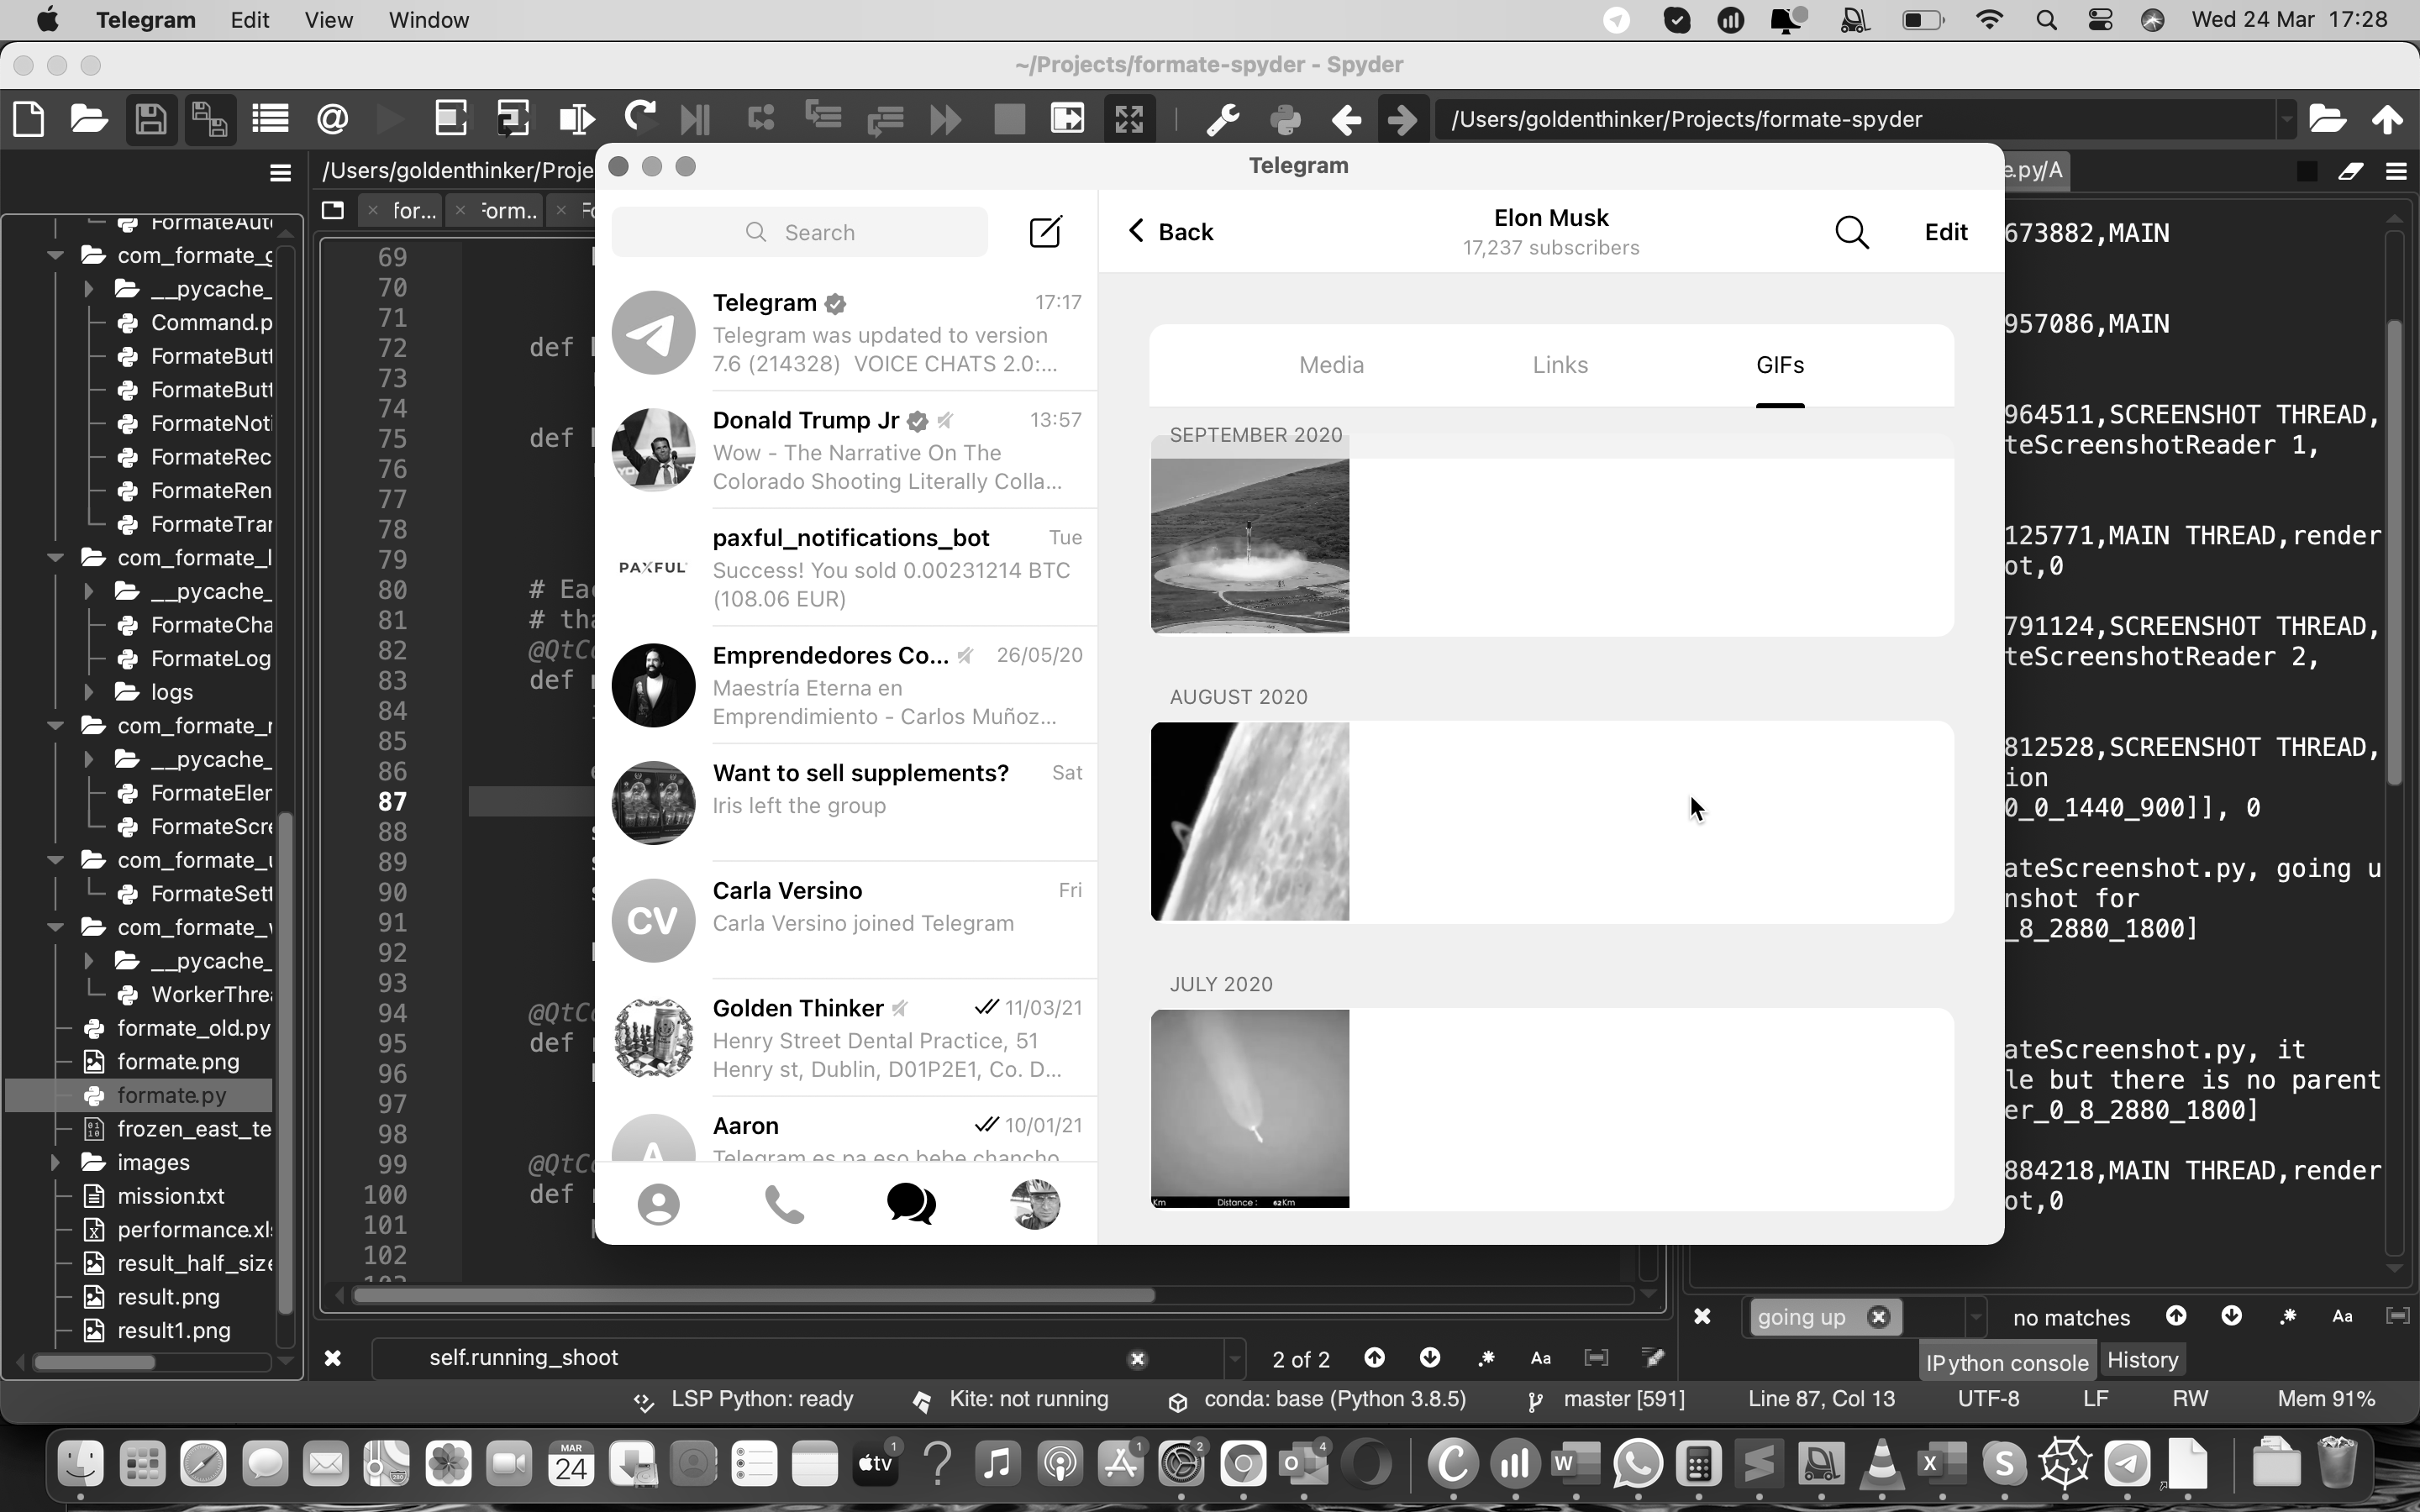 Telegram Edit View Window
Wed 24 Mar 17:28
~/Projects/formate-spyder - Spyder
/Users/goldenthinker/Projects/formate-spyder
/Users/goldenthinker/Proje
for...
Form..
e.py/A
FormateAut
com_formate_g
__pycache_
Command.p
FormateButt
FormateButt
FormateNoti
FormateRec
FormateRen
FormateTrar
com_formate_l
__pycache_
FormateCha
FormateLog
logs
com_formate_r
__pycache_
FormateEler
FormateScre
com_formate_u
FormateSett
com_formate_w
__pycache_
WorkerThrea
formate_old.py
formate.png
formate.py
frozen_east_te
images
mission.txt
performance.xl
result_half_size
result.png
result1.png
69
70
71
72 def
73
74
75 def
76
77
78
79
80 # Eac
81 # tha
82 @QtCo
83 def
84
85
86
87
88
89
90
91
92
93
94 @QtCo
95 def
96
97
98
99 @QtCo
100 def
101
102
103
Telegram
Search
Telegram 17:17
Telegram was updated to version
7.6 (214328) VOICE CHATS 2.0:...
Donald Trump Jr 13:57
Wow - The Narrative On The
Colorado Shooting Literally Colla...
PAXFUL
paxful_notifications_bot Tue
Success! You sold 0.00231214 BTC
(108.06 EUR)
Emprendedores Co... 26/05/20
Maestría Eterna en
Emprendimiento - Carlos Muñoz...
Want to sell supplements? Sat
Iris left the group
CV
Carla Versino Fri
Carla Versino joined Telegram
Golden Thinker 11/03/21
Henry Street Dental Practice, 51
Henry st, Dublin, D01P2E1, Co. D...
A
Aaron 10/01/21
Telegram es pa eso bebe chancho
Back
Elon Musk
17,237 subscribers
Edit
Media Links GIFs
SEPTEMBER 2020
AUGUST 2020
JULY 2020
Km Distance : 62Km
673882,MAIN
957086,MAIN
964511,SCREENSHOT THREAD,
teScreenshotReader 1,
125771,MAIN THREAD,render
ot,0
791124,SCREENSHOT THREAD,
teScreenshotReader 2,
812528,SCREENSHOT THREAD,
ion
0_0_1440_900]], 0
ateScreenshot.py, going u
nshot for
_8_2880_1800]
ateScreenshot.py, it
le but there is no parent
er_0_8_2880_1800]
884218,MAIN THREAD,render
ot,0
going up
no matches
Aa
self.running_shoot
2 of 2
Aa
IPython console
History
LSP Python: ready
Kite: not running
conda: base (Python 3.8.5)
master [591]
Line 87, Col 13
UTF-8
LF
RW
Mem 91%
MAR
24
tv
1
1
2
4